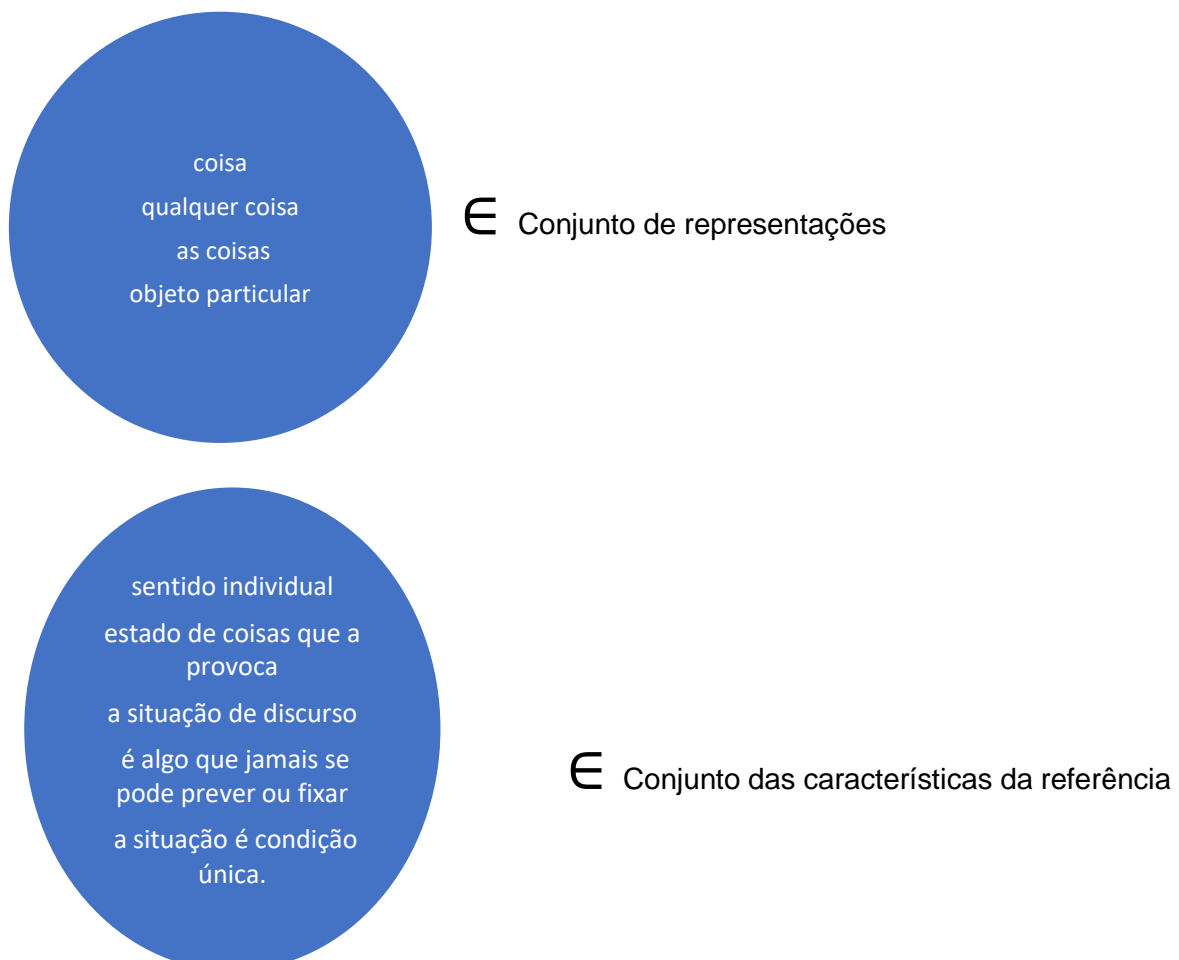 coisa
qualquer coisa
as coisas
objeto particular
∈ Conjunto de representações
sentido individual
estado de coisas que a
provoca
a situação de discurso
é algo que jamais se
pode prever ou fixar
a situação é condição
única.
∈ Conjunto das características da referência